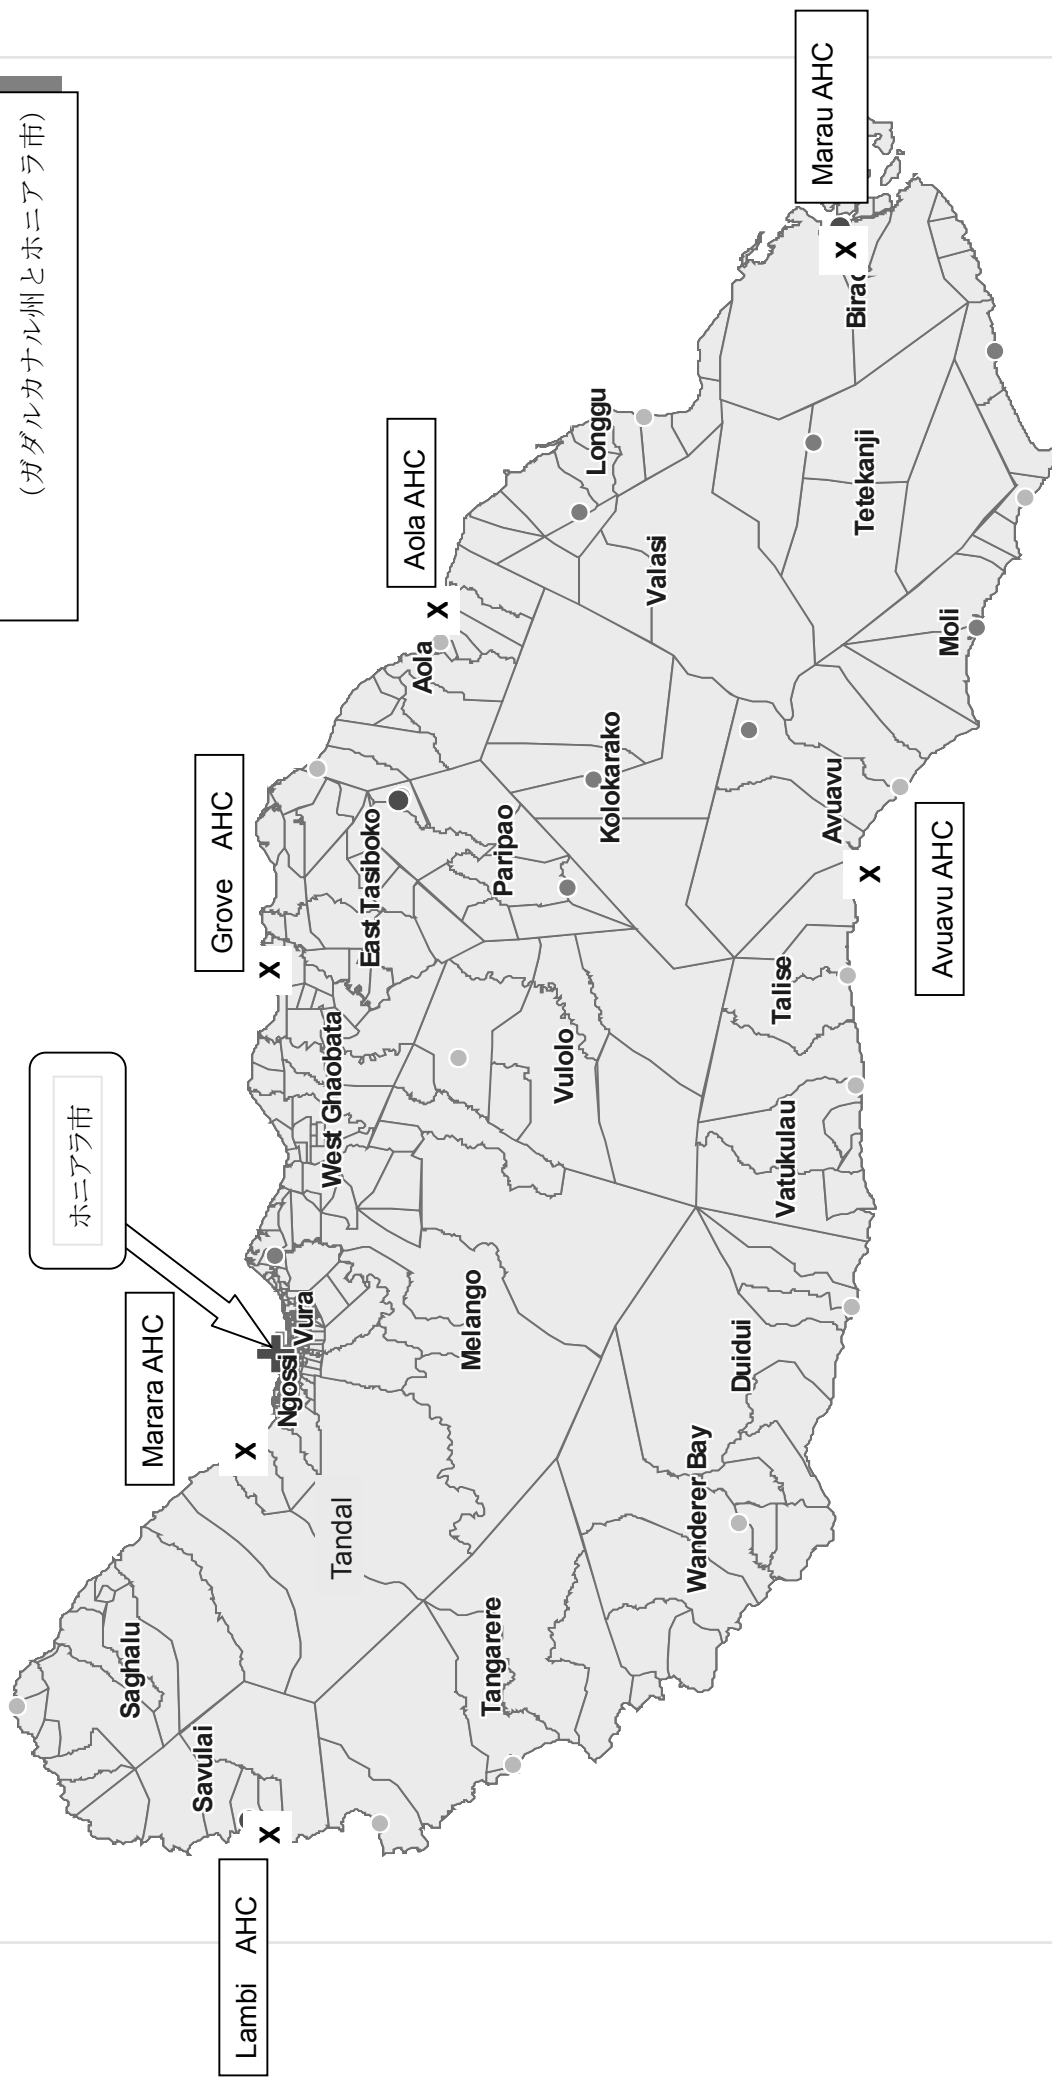 (ガダルカナル州とホニアラ市)
ホニアラ市
Lambi AHC
Marara AHC
Grove AHC
Aola AHC
Marau AHC
Avuavu AHC
X
X
X
X
X
X
Saghalu
Savulai
Tandal
Tangarere
Ngossi
Vura
West Ghaobata
East Tasiboko
Aola
Longgu
Melango
Vulolo
Paripao
Kolokarako
Valasi
Wanderer Bay
Duidui
Vatukulau
Talise
Avuavu
Moli
Tetekanji
Birao